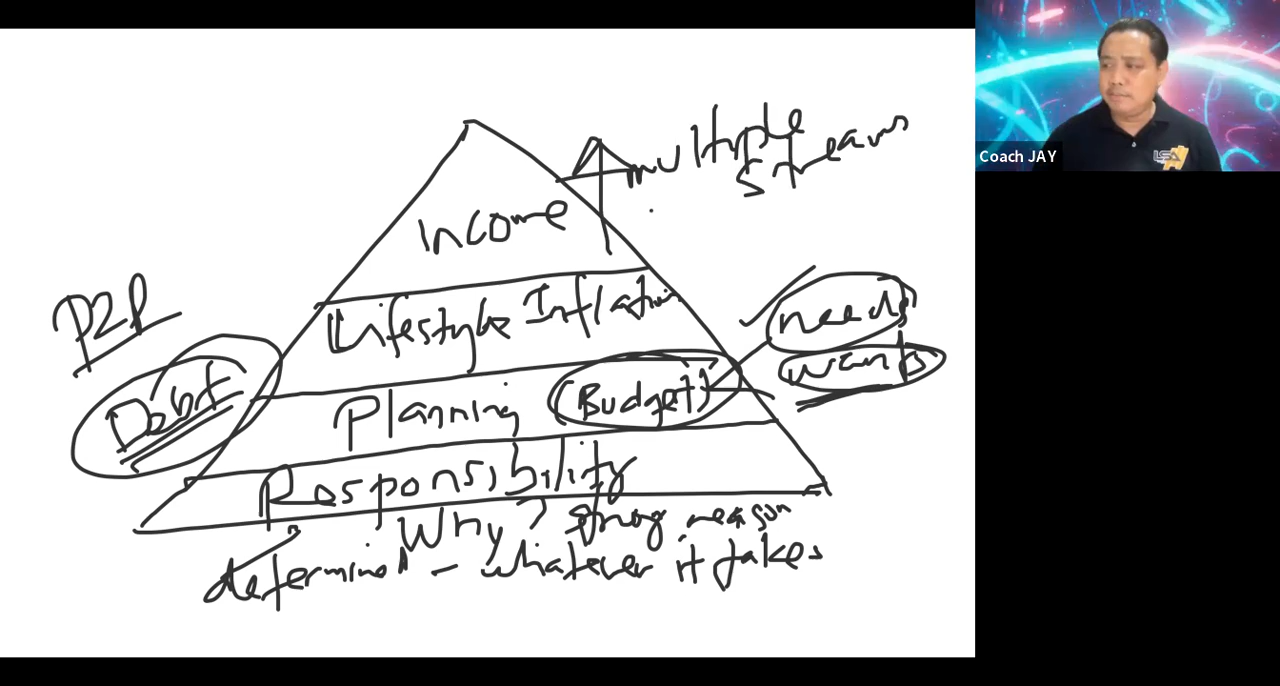 multiple
streams
Coach JAY
LSA
Income
P2P
Lifestyle Inflation
needs
wants
Debt
Planning (Budget)
Responsibility
Why? strong reason
determined - whatever it takes